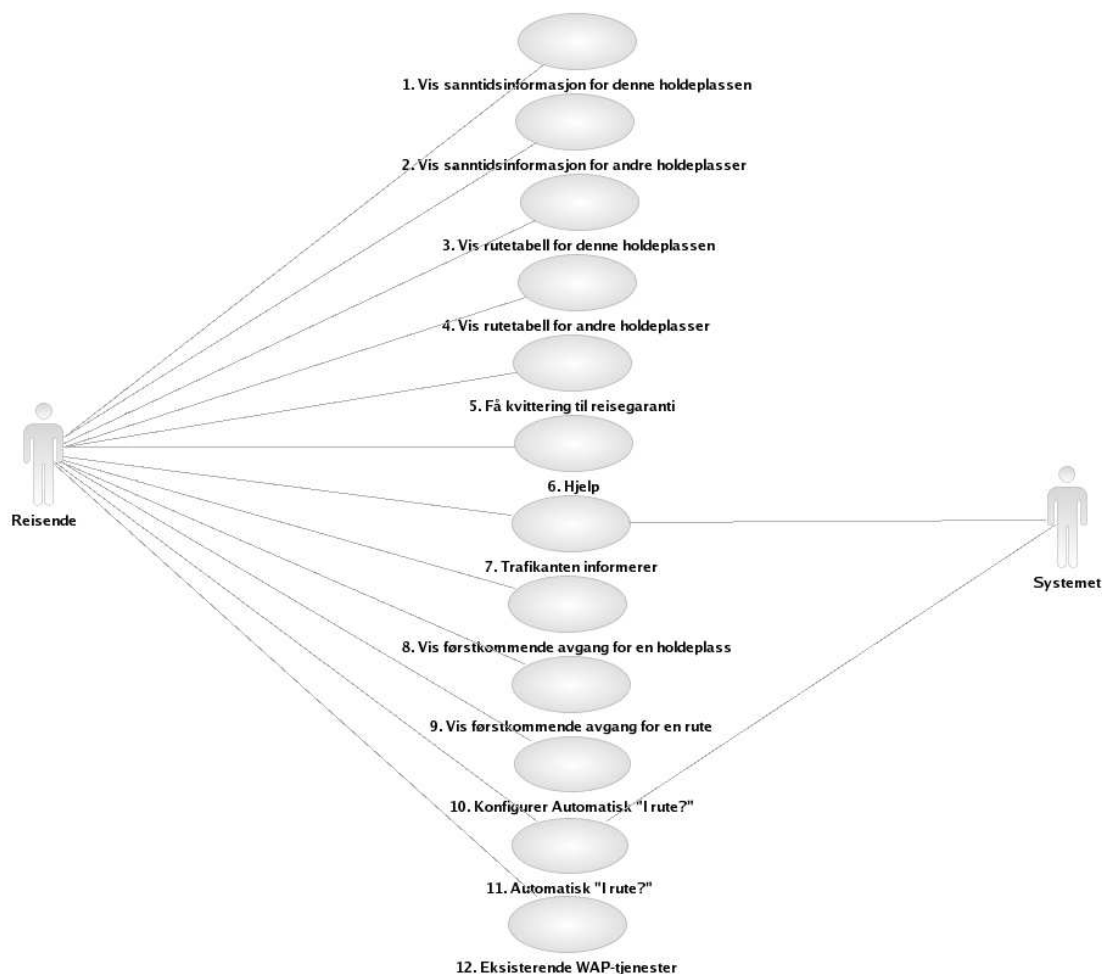 1. Vis sanntidsinformasjon for denne holdeplassen
2. Vis sanntidsinformasjon for andre holdeplasser
3. Vis rutetabell for denne holdeplassen
4. Vis rutetabell for andre holdeplasser
5. Få kvittering til reisegaranti
6. Hjelp
Reisende
7. Trafikanten informerer
Systemet
8. Vis førstkommende avgang for en holdeplass
9. Vis førstkommende avgang for en rute
10. Konfigurer Automatisk "I rute?"
11. Automatisk "I rute?"
12. Eksisterende WAP-tjenester